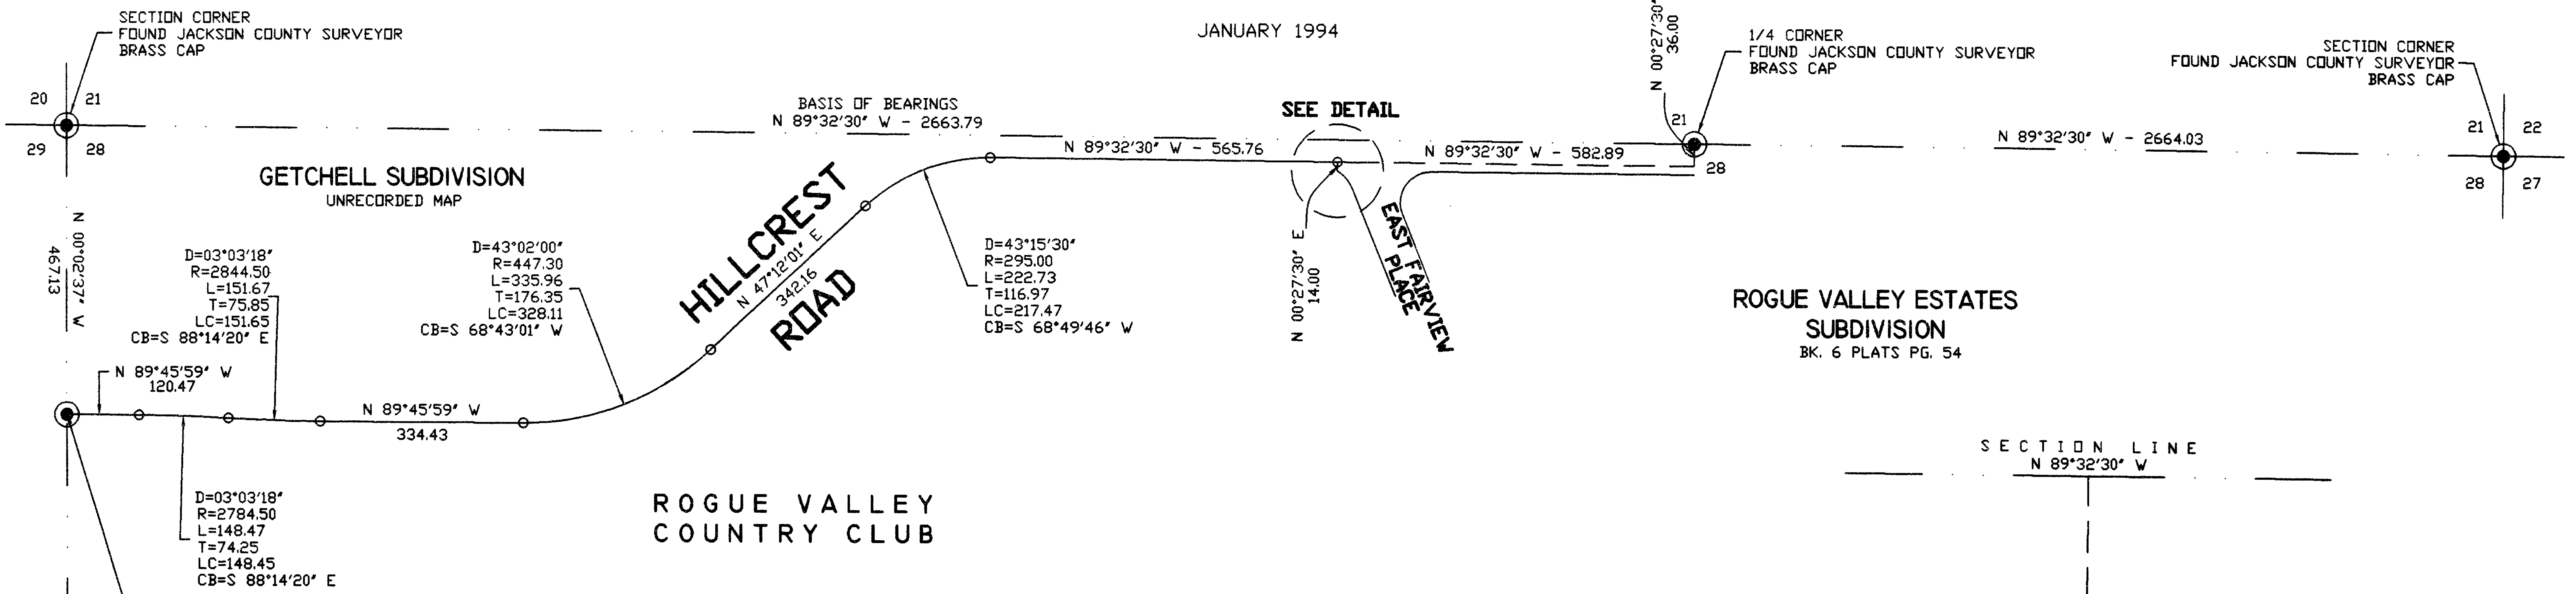 SECTION CORNER
FOUND JACKSON COUNTY SURVEYOR
BRASS CAP
JANUARY 1994
N 00°27'30"
36.00
1/4 CORNER
FOUND JACKSON COUNTY SURVEYOR
BRASS CAP
SECTION CORNER
FOUND JACKSON COUNTY SURVEYOR
BRASS CAP
20 21
29 28
BASIS OF BEARINGS
N 89°32'30" W - 2663.79
SEE DETAIL
N 89°32'30" W - 565.76
N 89°32'30" W - 582.89
21
28
N 89°32'30" W - 2664.03
21 22
28 27
GETCHELL SUBDIVISION
UNRECORDED MAP
N 00°02'37" W
467.13
D=03°03'18"
R=2844.50
L=151.67
T=75.85
LC=151.65
CB=S 88°14'20" E
D=43°02'00"
R=447.30
L=335.96
T=176.35
LC=328.11
CB=S 68°43'01" W
HILLCREST
N 47°12'01" E
342.16
ROAD
D=43°15'30"
R=295.00
L=222.73
T=116.97
LC=217.47
CB=S 68°49'46" W
N 00°27'30" E
14.00
EAST FAIRVIEW
PLACE
ROGUE VALLEY ESTATES
SUBDIVISION
BK. 6 PLATS PG. 54
N 89°45'59" W
120.47
N 89°45'59" W
334.43
D=03°03'18"
R=2784.50
L=148.47
T=74.25
LC=148.45
CB=S 88°14'20" E
ROGUE VALLEY
COUNTRY CLUB
SECTION LINE
N 89°32'30" W